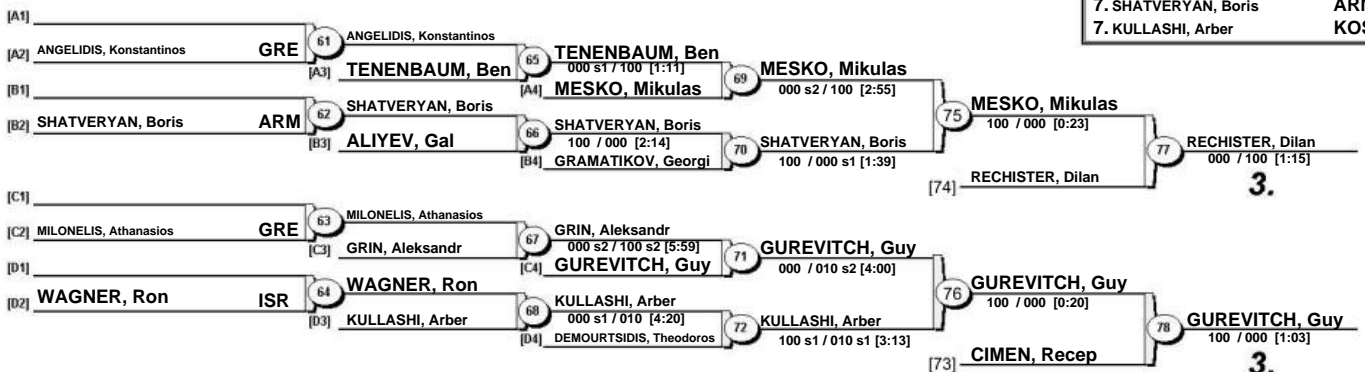 7. SHATVERYAN, Boris ARM
7. KULLASHI, Arber KOS
[A1]
[A2] ANGELIDIS, Konstantinos GRE
61
ANGELIDIS, Konstantinos
[A3] TENENBAUM, Ben
65
TENENBAUM, Ben
000 s1 / 100 [1:11]
[A4] MESKO, Mikulas
69
MESKO, Mikulas
000 s2 / 100 [2:55]
[B1]
[B2] SHATVERYAN, Boris ARM
62
SHATVERYAN, Boris
[B3] ALIYEV, Gal
66
SHATVERYAN, Boris
100 / 000 [2:14]
[B4] GRAMATIKOV, Georgi
70
SHATVERYAN, Boris
100 / 000 s1 [1:39]
75
MESKO, Mikulas
100 / 000 [0:23]
[74] RECHISTER, Dilan
77
RECHISTER, Dilan
000 / 100 [1:15]
3.
[C1]
[C2] MILONELIS, Athanasios GRE
63
MILONELIS, Athanasios
[C3] GRIN, Aleksandr
67
GRIN, Aleksandr
000 s2 / 100 s2 [5:59]
[C4] GUREVITCH, Guy
71
GUREVITCH, Guy
000 / 010 s2 [4:00]
[D1]
[D2] WAGNER, Ron ISR
64
WAGNER, Ron
[D3] KULLASHI, Arber
68
KULLASHI, Arber
000 s1 / 010 [4:20]
[D4] DEMOURTSIDIS, Theodoros
72
KULLASHI, Arber
100 s1 / 010 s1 [3:13]
76
GUREVITCH, Guy
100 / 000 [0:20]
[73] CIMEN, Recep
78
GUREVITCH, Guy
100 / 000 [1:03]
3.